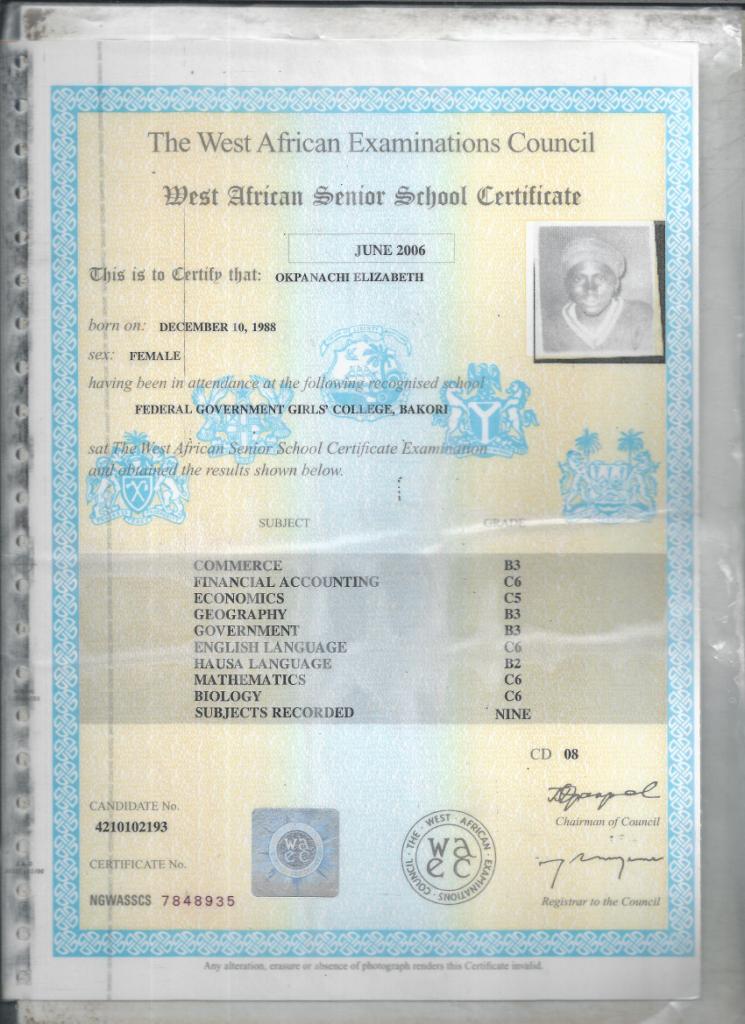 The West African Examinations Council
West African Senior School Certificate
JUNE 2006
This is to Certify that: OKPANACHI ELIZABETH
born on: DECEMBER 10, 1988
sex: FEMALE
having been in attendance at the following recognised school
FEDERAL GOVERNMENT GIRLS' COLLEGE, BAKORI
sat The West African Senior School Certificate Examination
and obtained the results shown below.
SUBJECT GRADE
COMMERCE B3
FINANCIAL ACCOUNTING C6
ECONOMICS C5
GEOGRAPHY B3
GOVERNMENT B3
ENGLISH LANGUAGE C6
HAUSA LANGUAGE B2
MATHEMATICS C6
BIOLOGY C6
SUBJECTS RECORDED NINE
CD 08
Chairman of Council
CANDIDATE No.
4210102193
CERTIFICATE No.
NGWASSCS 7848935
waec
THE · WEST · AFRICAN · EXAMINATIONS · COUNCIL ·
waec
Registrar to the Council
Any alteration, erasure or absence of photograph renders this Certificate invalid.